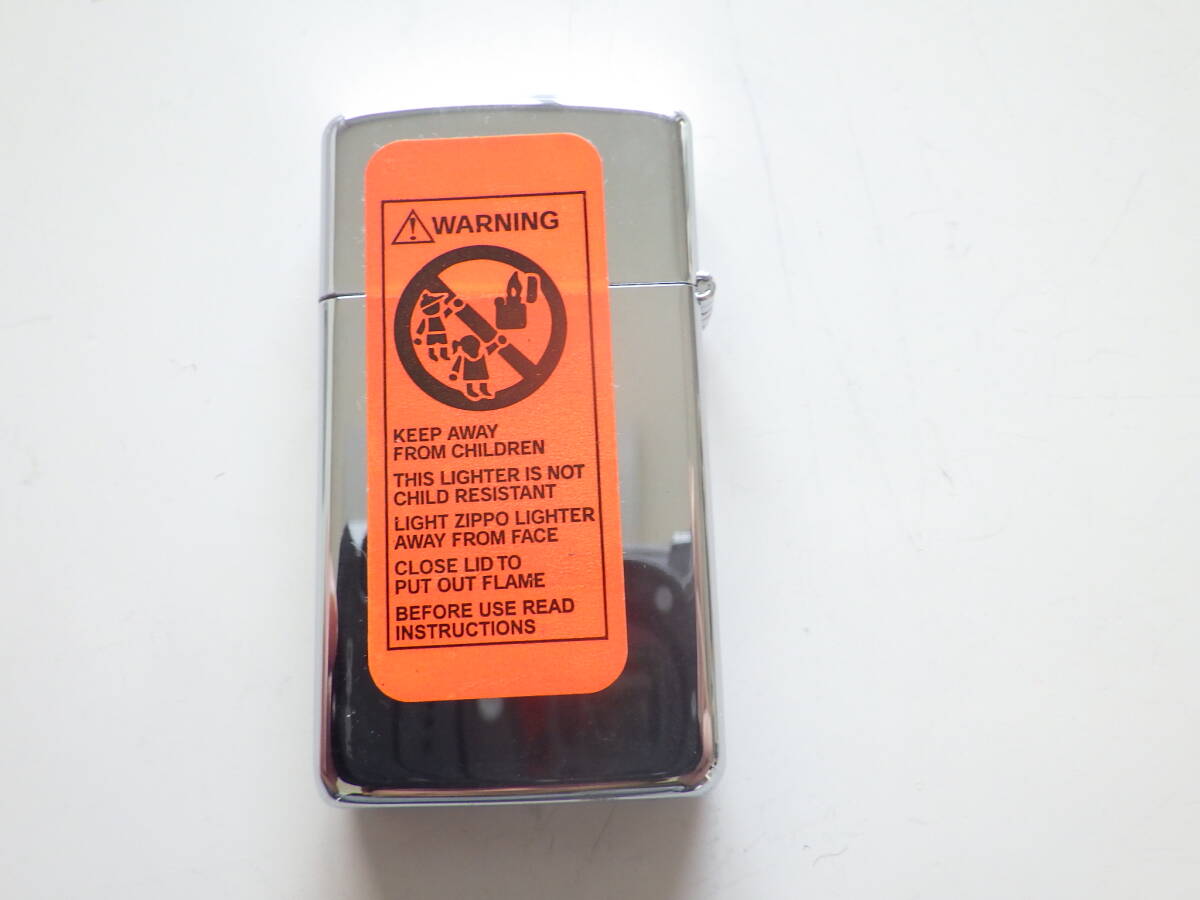 WARNING
KEEP AWAY
FROM CHILDREN
THIS LIGHTER IS NOT
CHILD RESISTANT
LIGHT ZIPPO LIGHTER
AWAY FROM FACE
CLOSE LID TO
PUT OUT FLAME
BEFORE USE READ
INSTRUCTIONS